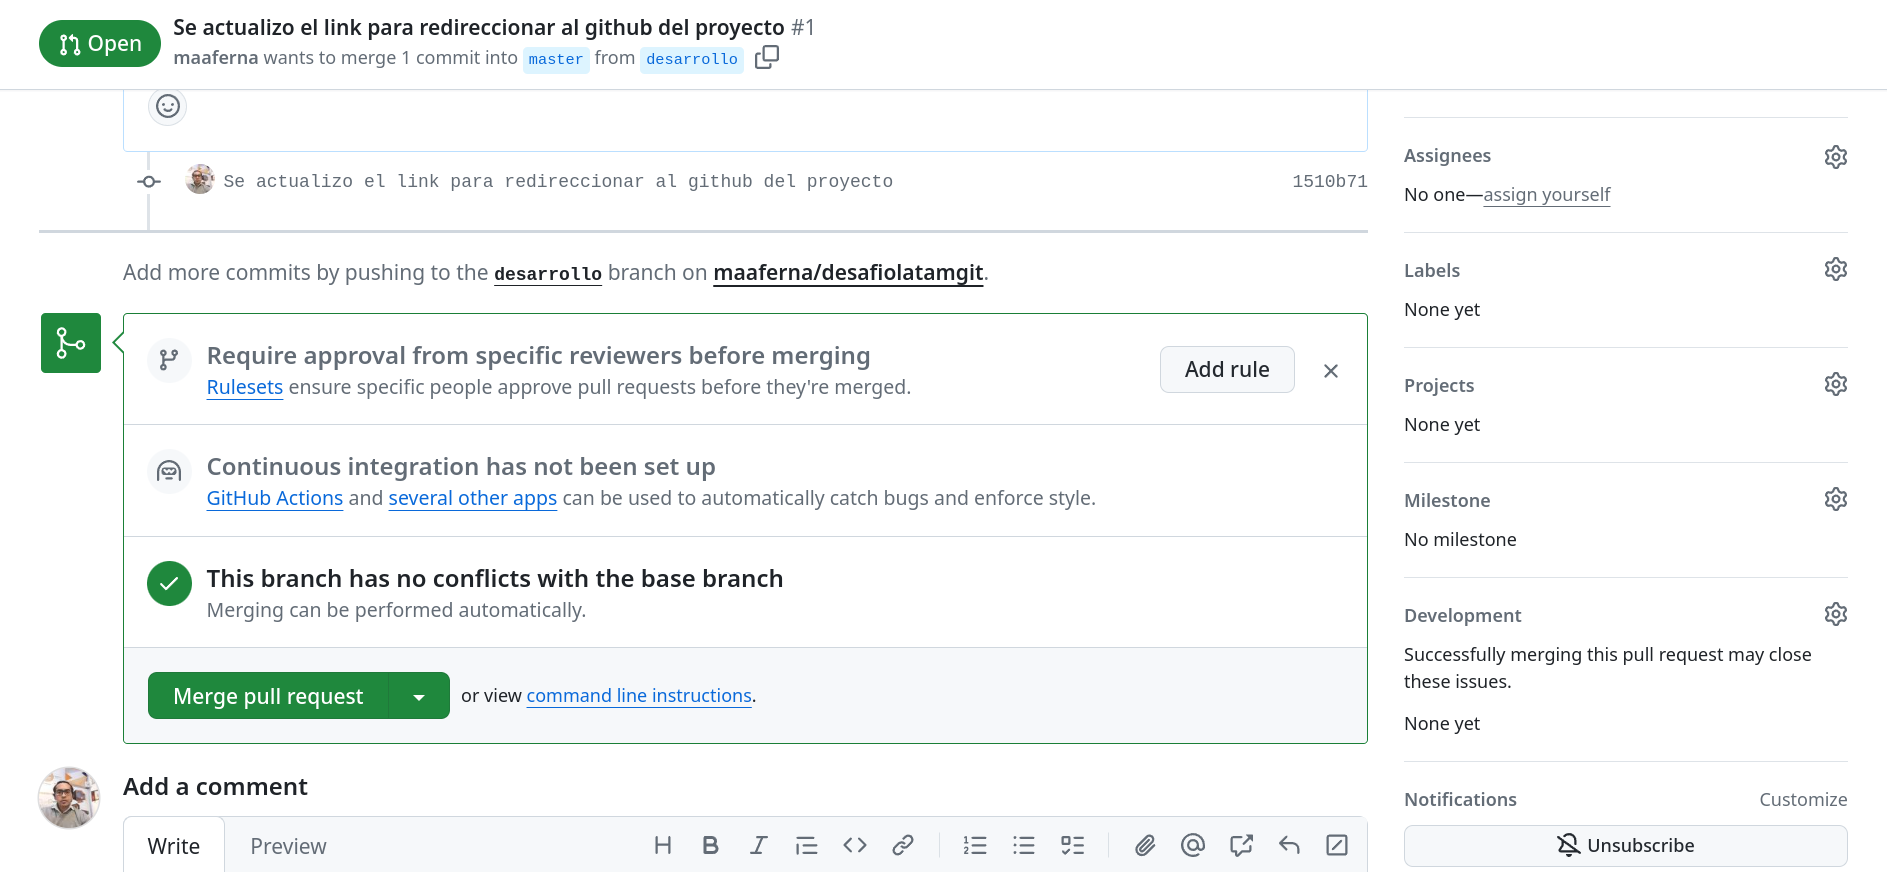 Open
Se actualizo el link para redireccionar al github del proyecto #1
maaferna wants to merge 1 commit into master from desarrollo
Se actualizo el link para redireccionar al github del proyecto 1510b71
Add more commits by pushing to the desarrollo branch on maaferna/desafiolatamgit.
Require approval from specific reviewers before merging
Rulesets ensure specific people approve pull requests before they're merged.
Add rule
Continuous integration has not been set up
GitHub Actions and several other apps can be used to automatically catch bugs and enforce style.
This branch has no conflicts with the base branch
Merging can be performed automatically.
Merge pull request or view command line instructions.
Add a comment
Write Preview
Assignees
No one—assign yourself
Labels
None yet
Projects
None yet
Milestone
No milestone
Development
Successfully merging this pull request may close
these issues.
None yet
Notifications Customize
Unsubscribe